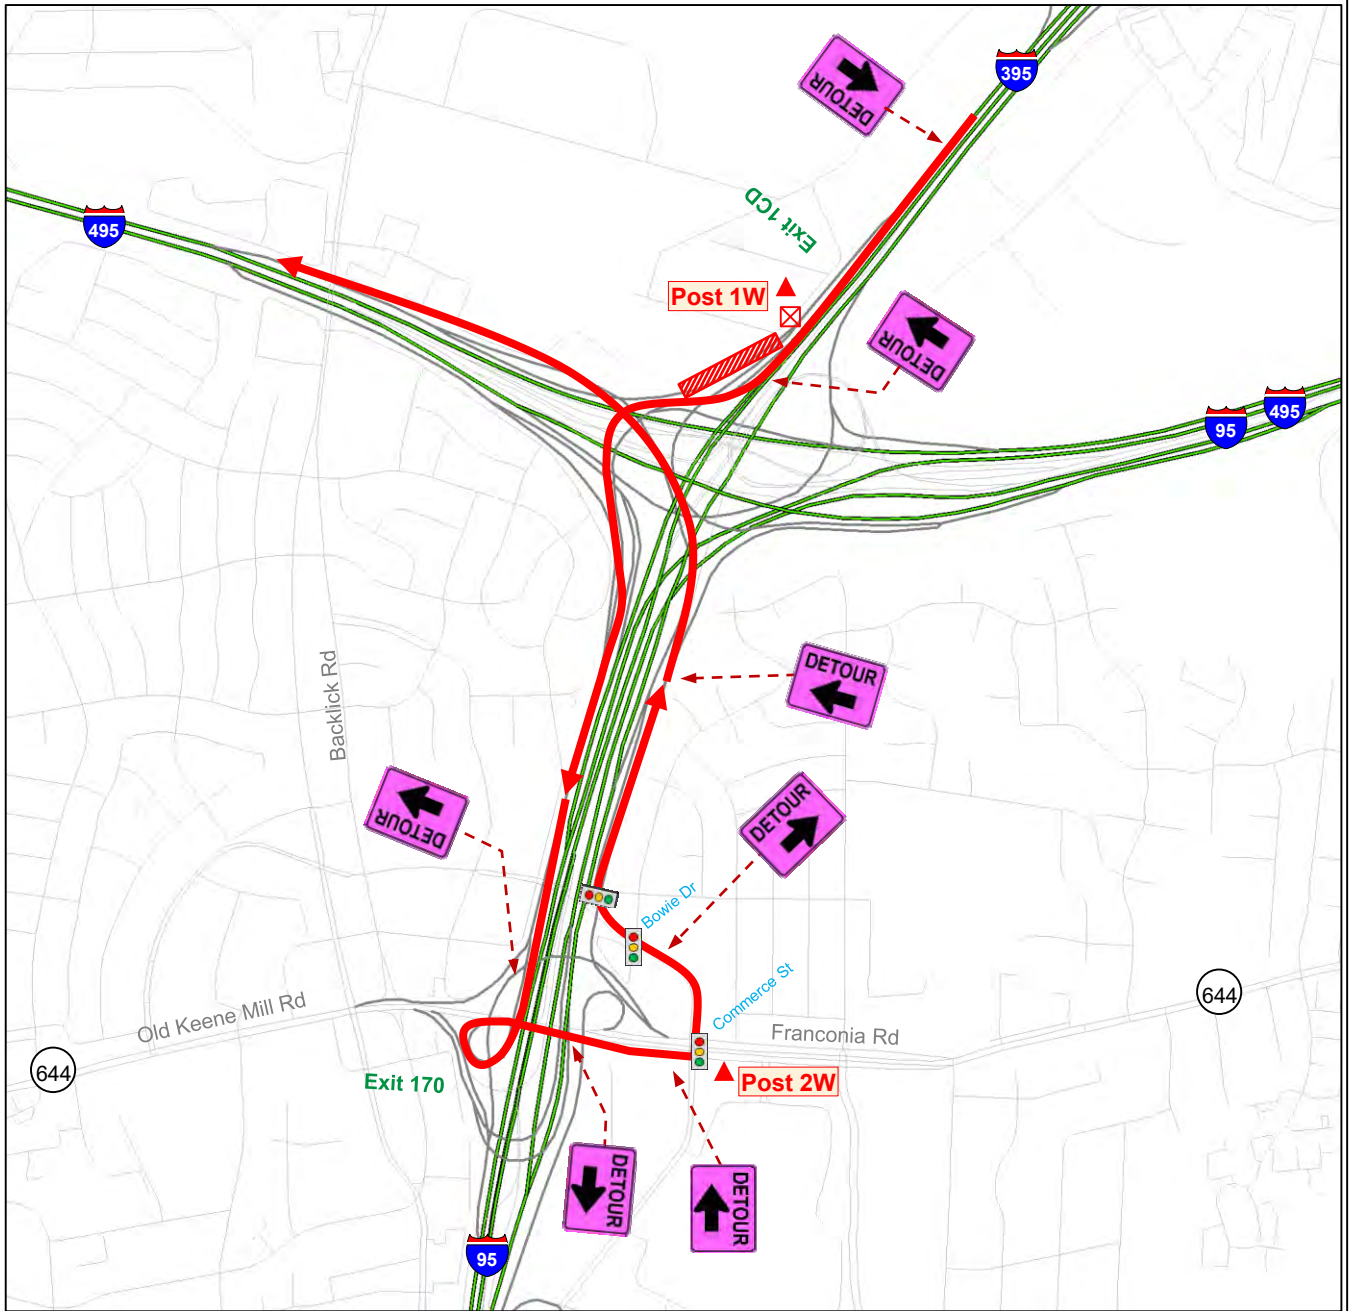 395
DETOUR
Exit 1CD
495
Post 1W
DETOUR
495
95
DETOUR
Backlick Rd
DETOUR
DETOUR
Bowie Dr
Commerce St
644
Old Keene Mill Rd
Franconia Rd
644
Exit 170
Post 2W
DETOUR
DETOUR
95